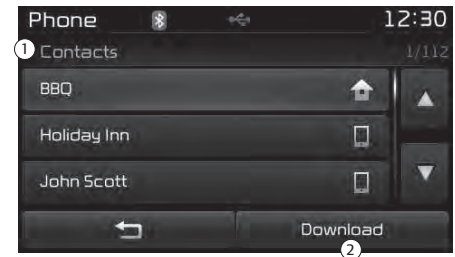 Phone 12:30
1 Contacts 1/112
BBQ
Holiday Inn
John Scott
Download
2